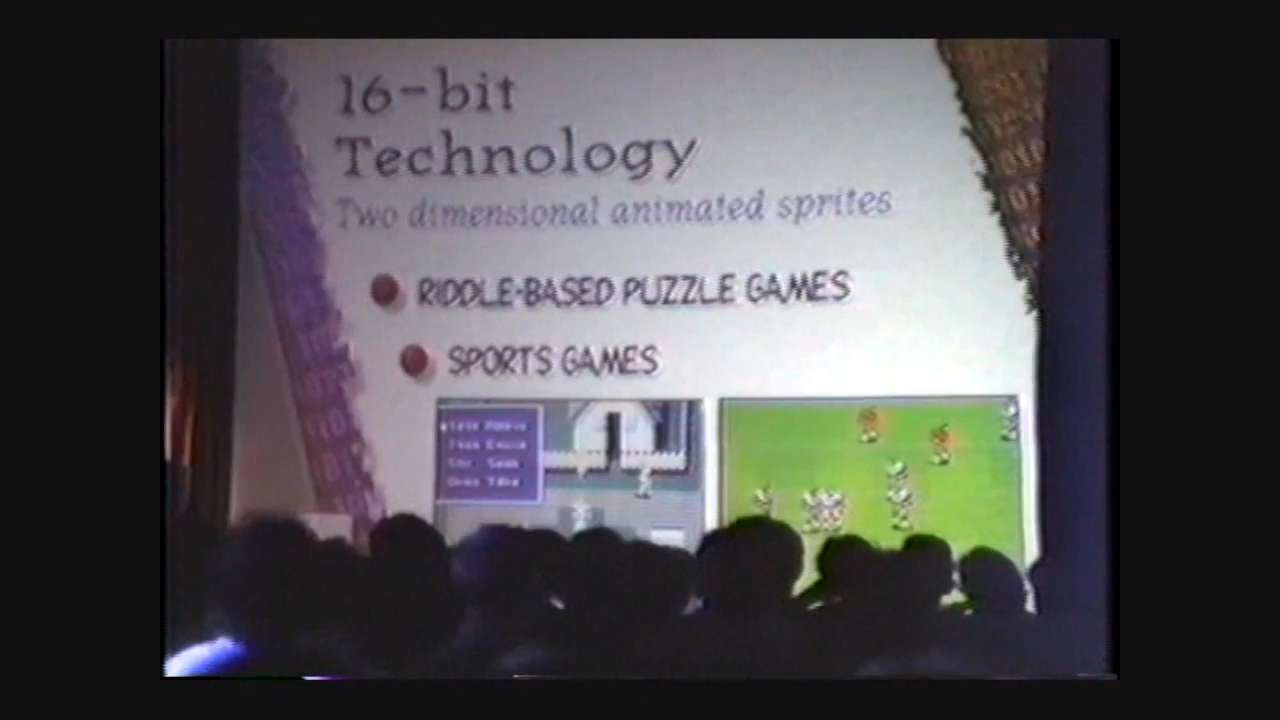 16-bit
Technology
Two dimensional animated sprites
RIDDLE-BASED PUZZLE GAMES
SPORTS GAMES